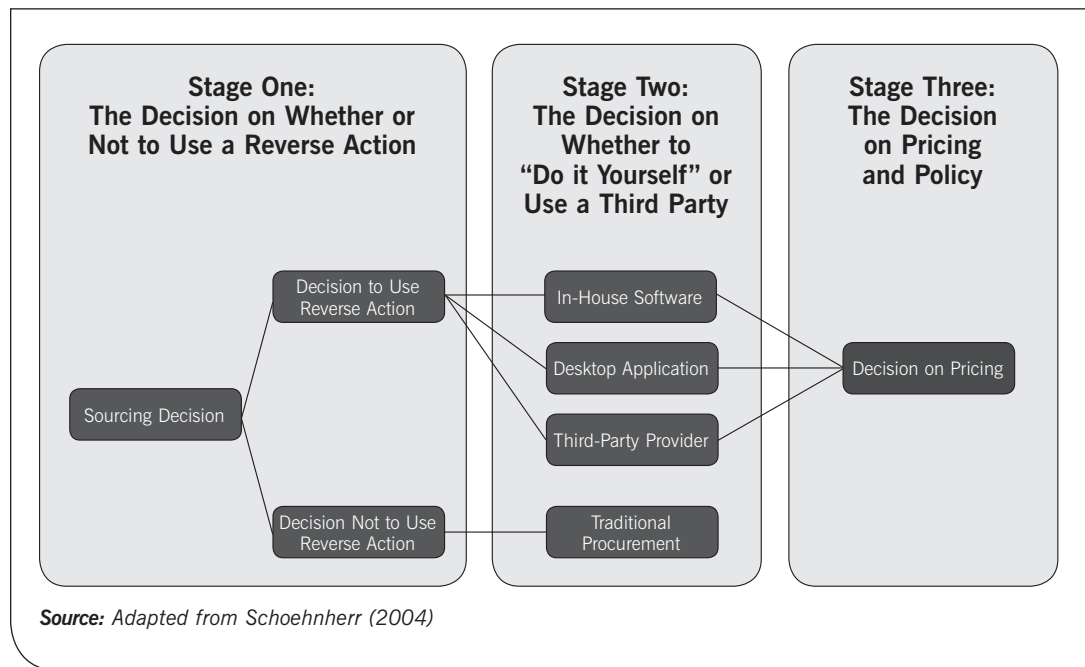 Stage One:
The Decision on Whether or
Not to Use a Reverse Action
Sourcing Decision
Decision to Use
Reverse Action
Decision Not to Use
Reverse Action
Stage Two:
The Decision on
Whether to
“Do it Yourself” or
Use a Third Party
In-House Software
Desktop Application
Third-Party Provider
Traditional
Procurement
Stage Three:
The Decision
on Pricing
and Policy
Decision on Pricing
Source: Adapted from Schoehnherr (2004)